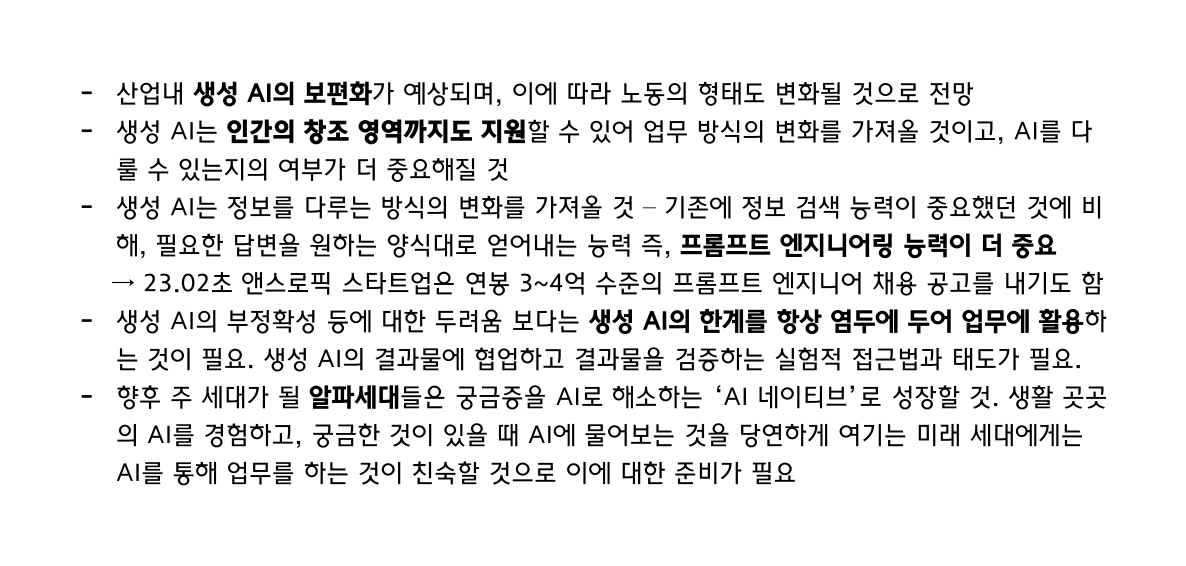 - 산업내 생성 AI의 보편화가 예상되며, 이에 따라 노동의 형태도 변화될 것으로 전망
- 생성 AI는 인간의 창조 영역까지도 지원할 수 있어 업무 방식의 변화를 가져올 것이고, AI를 다
룰 수 있는지의 여부가 더 중요해질 것
- 생성 AI는 정보를 다루는 방식의 변화를 가져올 것 – 기존에 정보 검색 능력이 중요했던 것에 비
해, 필요한 답변을 원하는 양식대로 얻어내는 능력 즉, 프롬프트 엔지니어링 능력이 더 중요
→ 23.02초 앤스로픽 스타트업은 연봉 3~4억 수준의 프롬프트 엔지니어 채용 공고를 내기도 함
- 생성 AI의 부정확성 등에 대한 두려움 보다는 생성 AI의 한계를 항상 염두에 두어 업무에 활용하
는 것이 필요. 생성 AI의 결과물에 협업하고 결과물을 검증하는 실험적 접근법과 태도가 필요.
- 향후 주 세대가 될 알파세대들은 궁금증을 AI로 해소하는 ‘AI 네이티브’로 성장할 것. 생활 곳곳
의 AI를 경험하고, 궁금한 것이 있을 때 AI에 물어보는 것을 당연하게 여기는 미래 세대에게는
AI를 통해 업무를 하는 것이 친숙할 것으로 이에 대한 준비가 필요